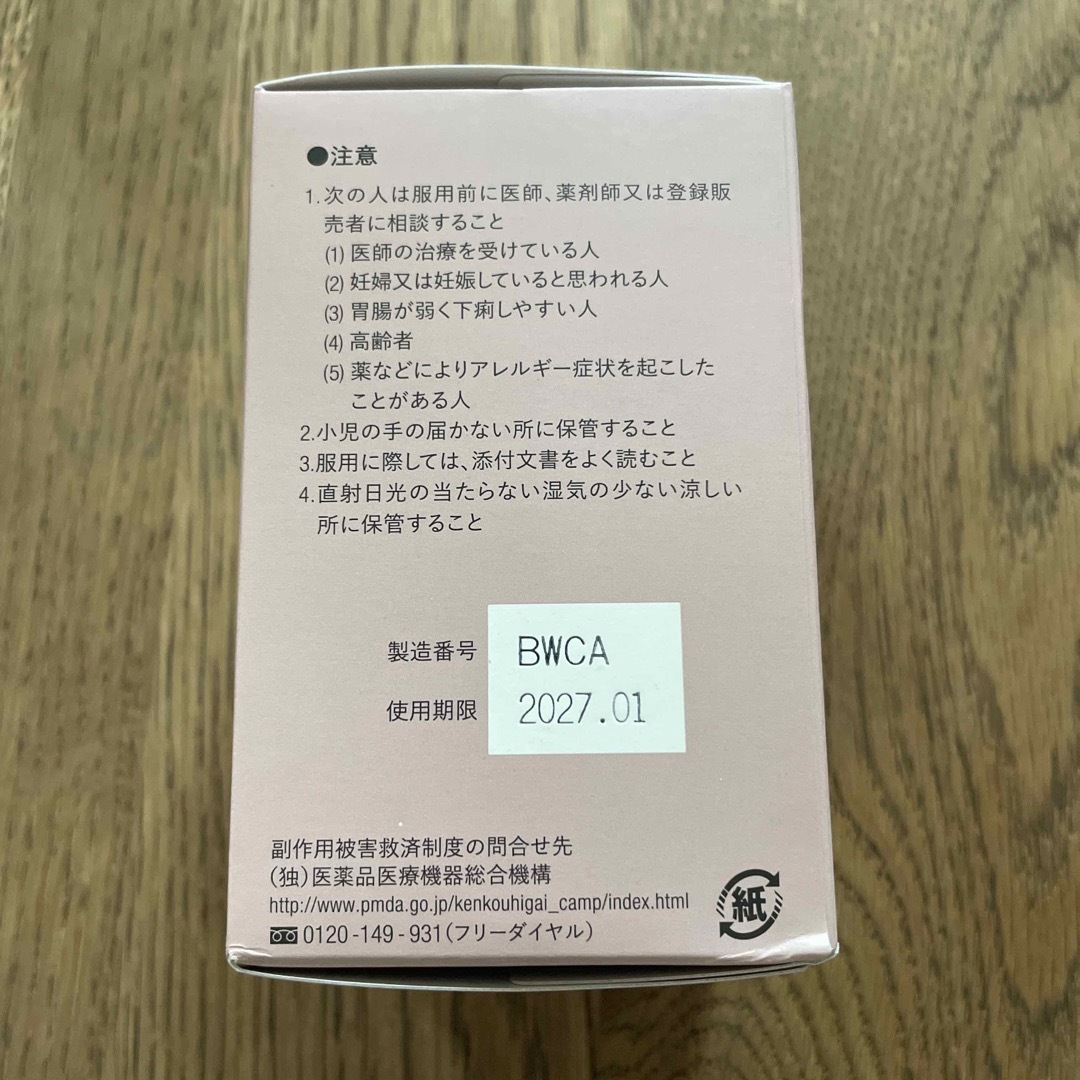 ●注意
1.次の人は服用前に医師、薬剤師又は登録販
売者に相談すること
(1) 医師の治療を受けている人
(2) 妊婦又は妊娠していると思われる人
(3) 胃腸が弱く下痢しやすい人
(4) 高齢者
(5) 薬などによりアレルギー症状を起こした
ことがある人
2.小児の手の届かない所に保管すること
3.服用に際しては、添付文書をよく読むこと
4.直射日光の当たらない湿気の少ない涼しい
所に保管すること
製造番号 BWCA
使用期限 2027.01
副作用被害救済制度の問合せ先
(独)医薬品医療機器総合機構
http://www.pmda.go.jp/kenkouhigai_camp/index.html
0120-149-931(フリーダイヤル)
紙